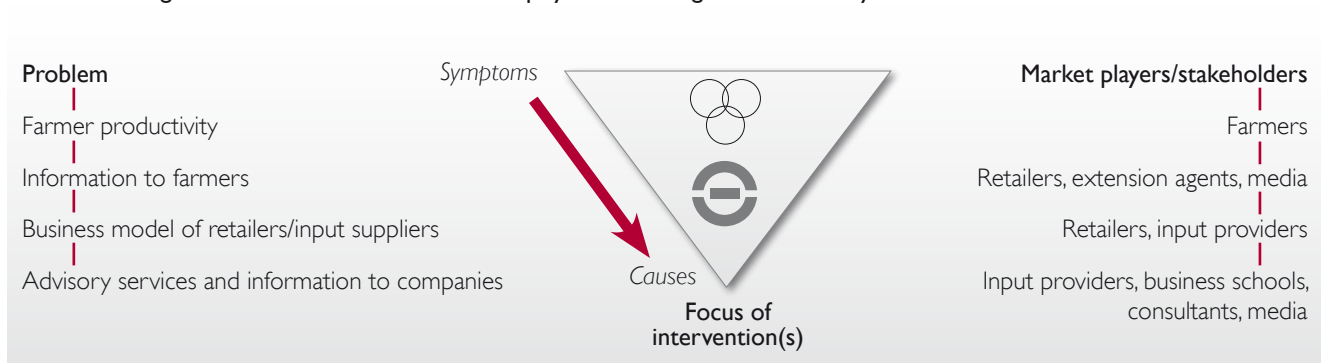 Problem
Farmer productivity
Information to farmers
Business model of retailers/input suppliers
Advisory services and information to companies
Symptoms
Causes
Focus of
intervention(s)
Market players/stakeholders
Farmers
Retailers, extension agents, media
Retailers, input providers
Input providers, business schools,
consultants, media